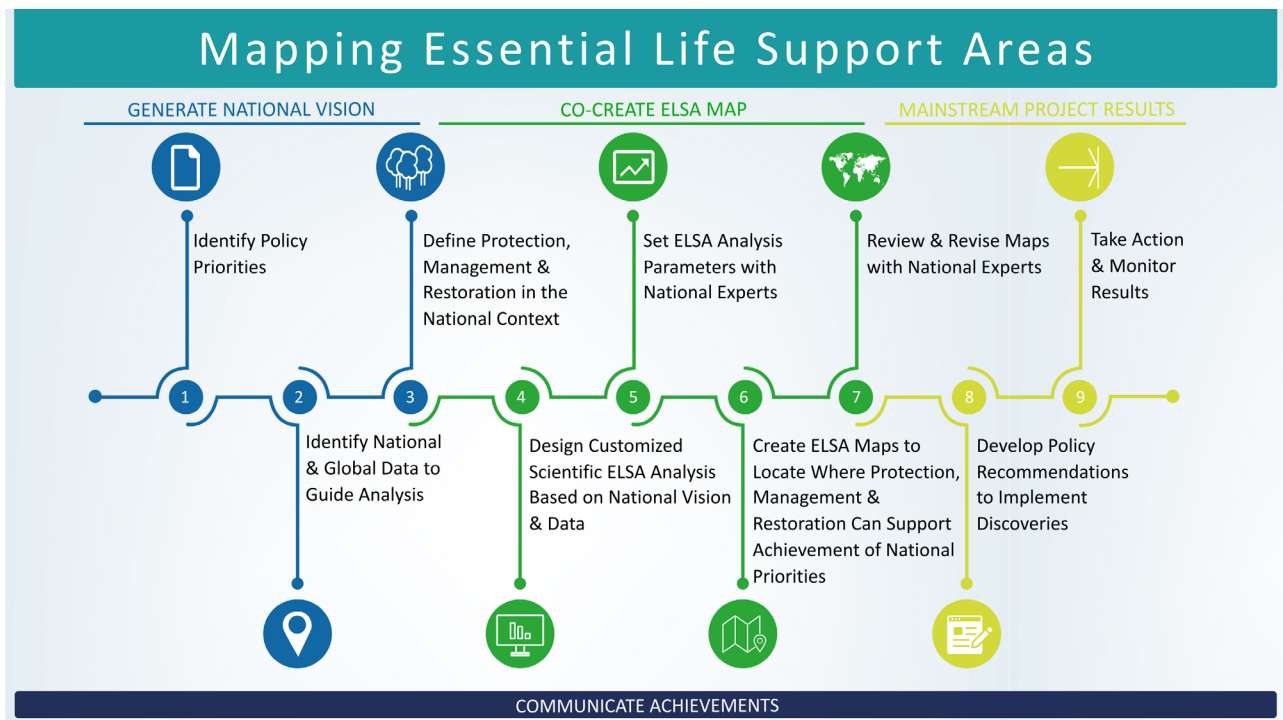 Mapping Essential Life Support Areas
GENERATE NATIONAL VISION
CO-CREATE ELSA MAP
MAINSTREAM PROJECT RESULTS
Identify Policy
Priorities
Define Protection,
Management &
Restoration in the
National Context
Set ELSA Analysis
Parameters with
National Experts
Review & Revise Maps
with National Experts
Take Action
& Monitor
Results
1
2
3
4
5
6
7
8
9
Identify National
& Global Data to
Guide Analysis
Design Customized
Scientific ELSA Analysis
Based on National Vision
& Data
Create ELSA Maps to
Locate Where Protection,
Management &
Restoration Can Support
Achievement of National
Priorities
Develop Policy
Recommendations
to Implement
Discoveries
COMMUNICATE ACHIEVEMENTS